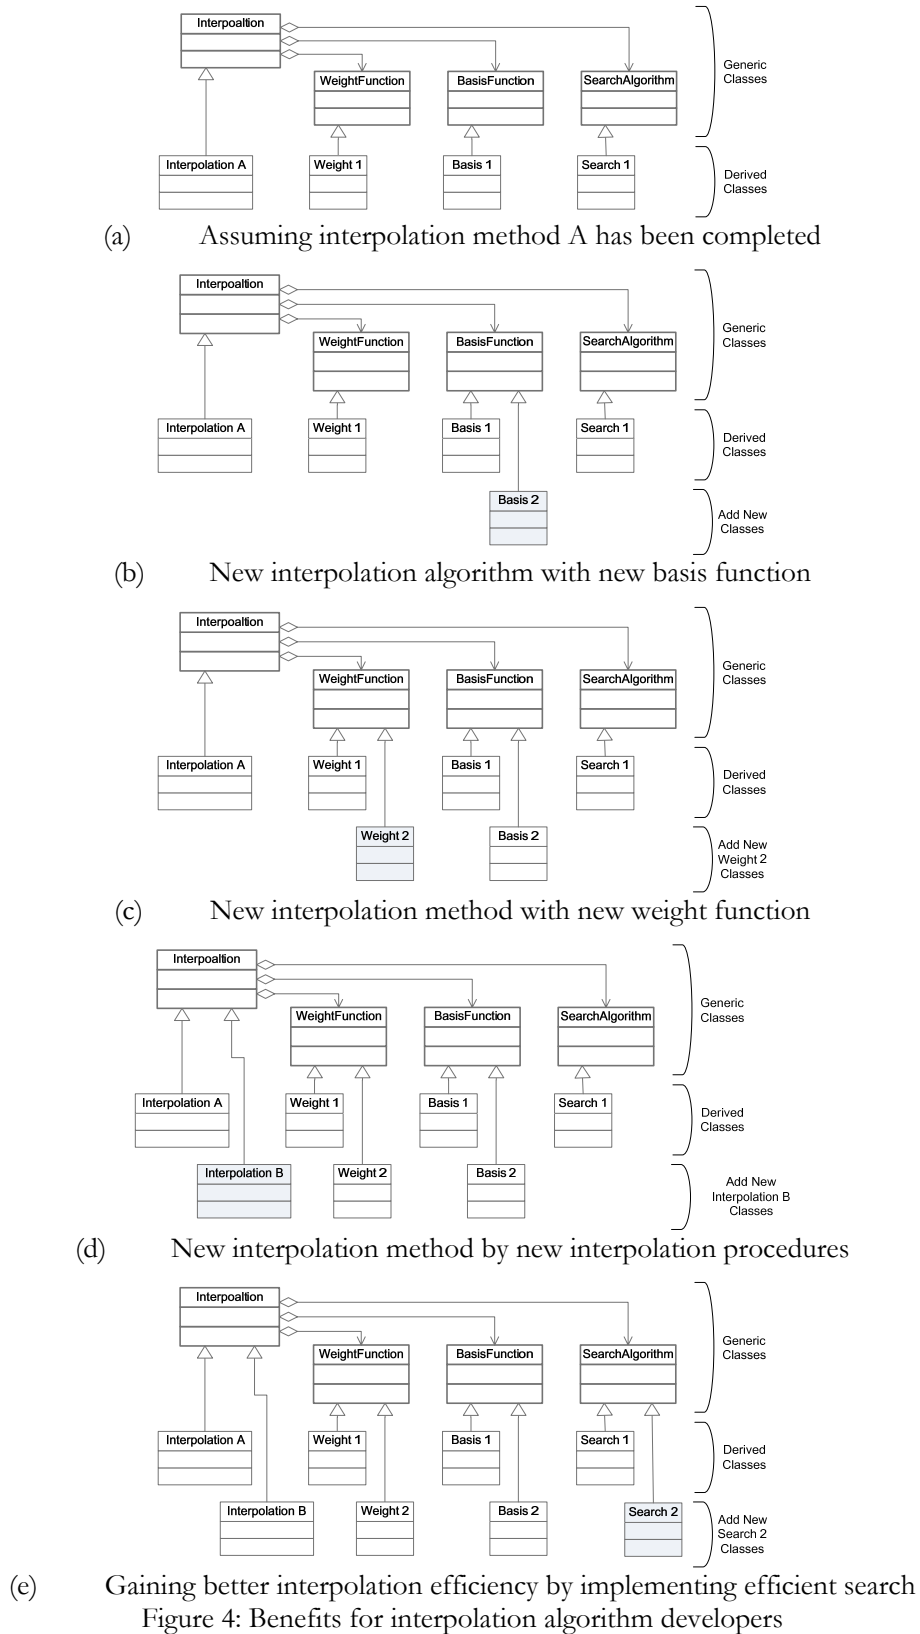 Interpoaltion
WeightFunction
BasisFunction
SearchAlgorithm
Generic
Classes
Interpolation A
Weight 1
Basis 1
Search 1
Derived
Classes
(a) Assuming interpolation method A has been completed
Interpoaltion
WeightFunction
BasisFunction
SearchAlgorithm
Generic
Classes
Interpolation A
Weight 1
Basis 1
Search 1
Derived
Classes
Basis 2
Add New
Classes
(b) New interpolation algorithm with new basis function
Interpoaltion
WeightFunction
BasisFunction
SearchAlgorithm
Generic
Classes
Interpolation A
Weight 1
Basis 1
Search 1
Derived
Classes
Weight 2
Basis 2
Add New
Weight 2
Classes
(c) New interpolation method with new weight function
Interpoaltion
WeightFunction
BasisFunction
SearchAlgorithm
Generic
Classes
Interpolation A
Weight 1
Basis 1
Search 1
Derived
Classes
Interpolation B
Weight 2
Basis 2
Add New
Interpolation B
Classes
(d) New interpolation method by new interpolation procedures
Interpoaltion
WeightFunction
BasisFunction
SearchAlgorithm
Generic
Classes
Interpolation A
Weight 1
Basis 1
Search 1
Derived
Classes
Interpolation B
Weight 2
Basis 2
Search 2
Add New
Search 2
Classes
(e) Gaining better interpolation efficiency by implementing efficient search
Figure 4: Benefits for interpolation algorithm developers